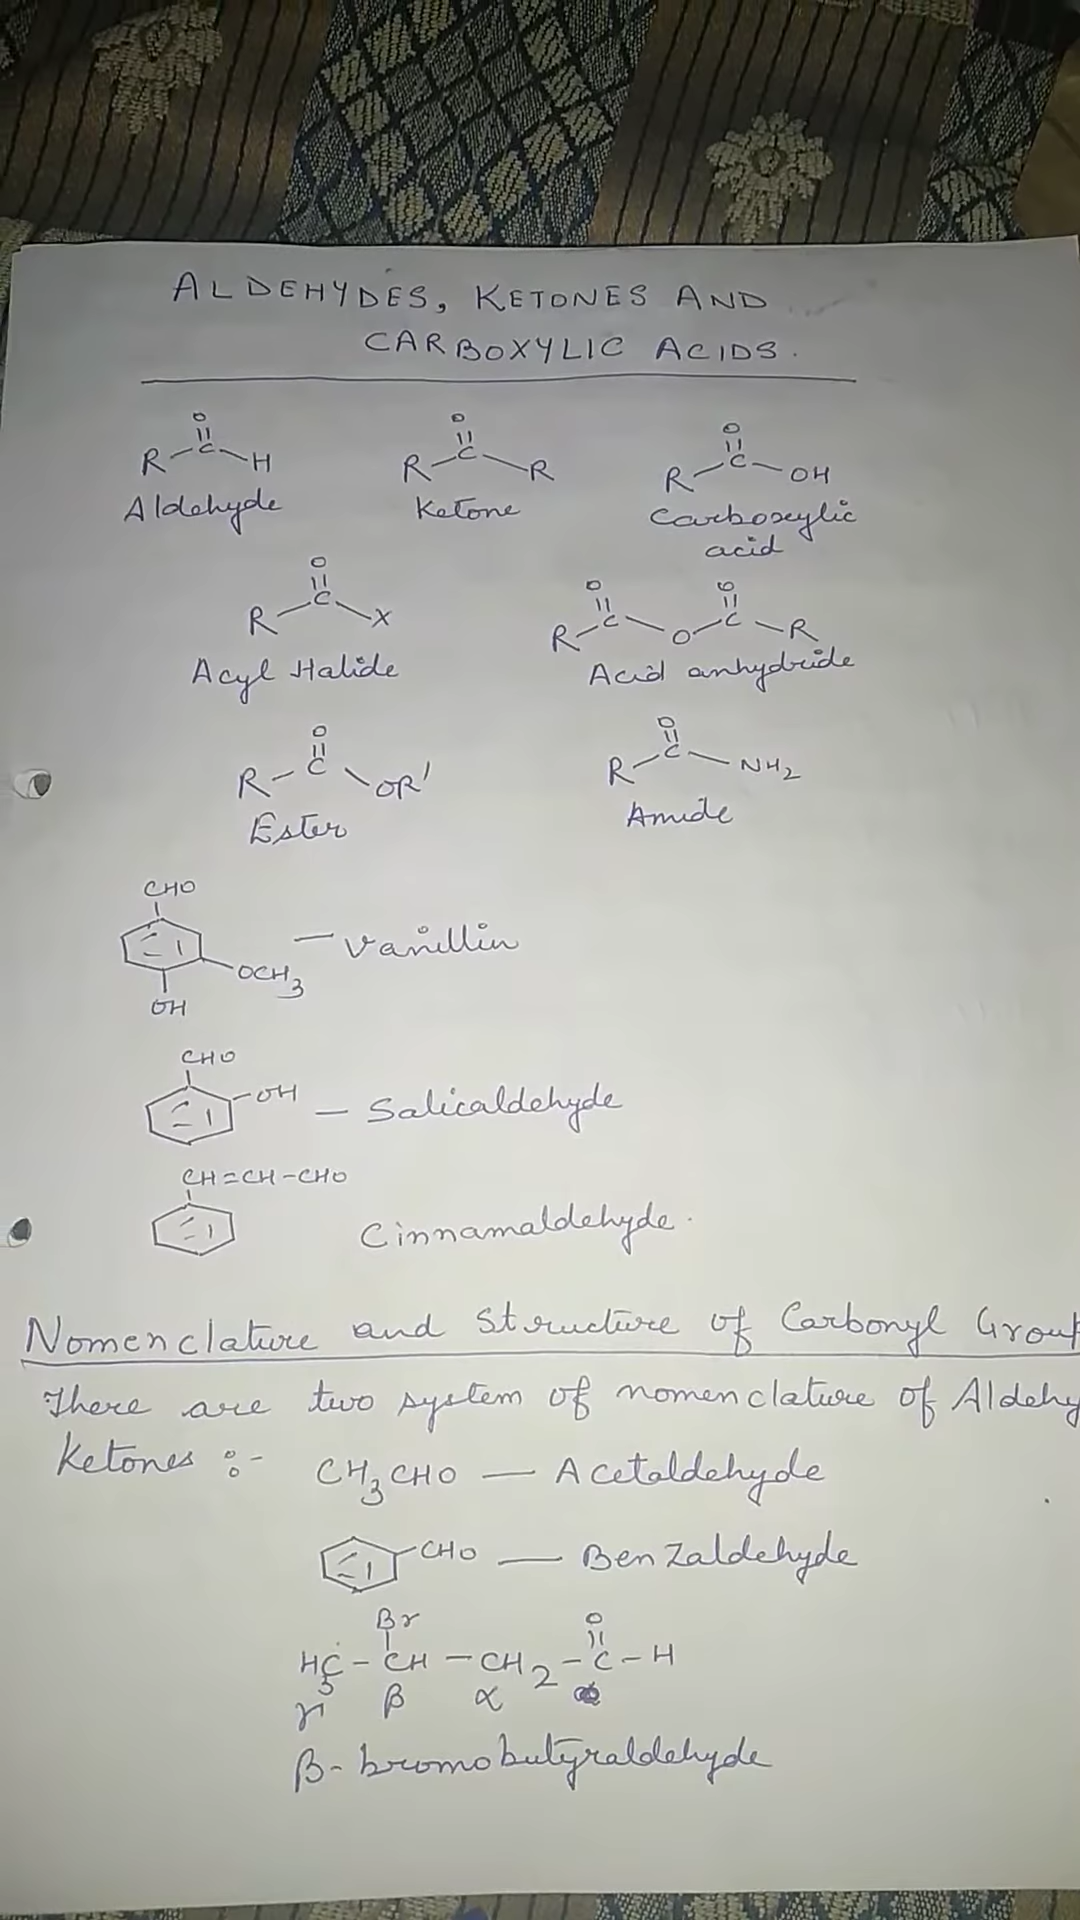 ALDEHYDES, KETONES AND
CARBOXYLIC ACIDS.
O O O
R-C-H R-C-R R-C-OH
Aldehyde Ketone Carboxylic
acid
O O O
R-C-X R-C-O-C-R
Acyl Halide Acid anhydride
O O
R-C-OR' R-C-NH2
Ester Amide
CHO
— Vanillin
OCH3
OH
CHO
-OH — Salicaldehyde
CH=CH-CHO
Cinnamaldehyde.
Nomenclature and Structure of Carbonyl Group
There are two system of nomenclature of Aldehy
Ketones :- CH3CHO — Acetaldehyde
-CHO — Benzaldehyde
Br O
H3C-CH-CH2-C-H
γ β α
β-bromobutyraldehyde